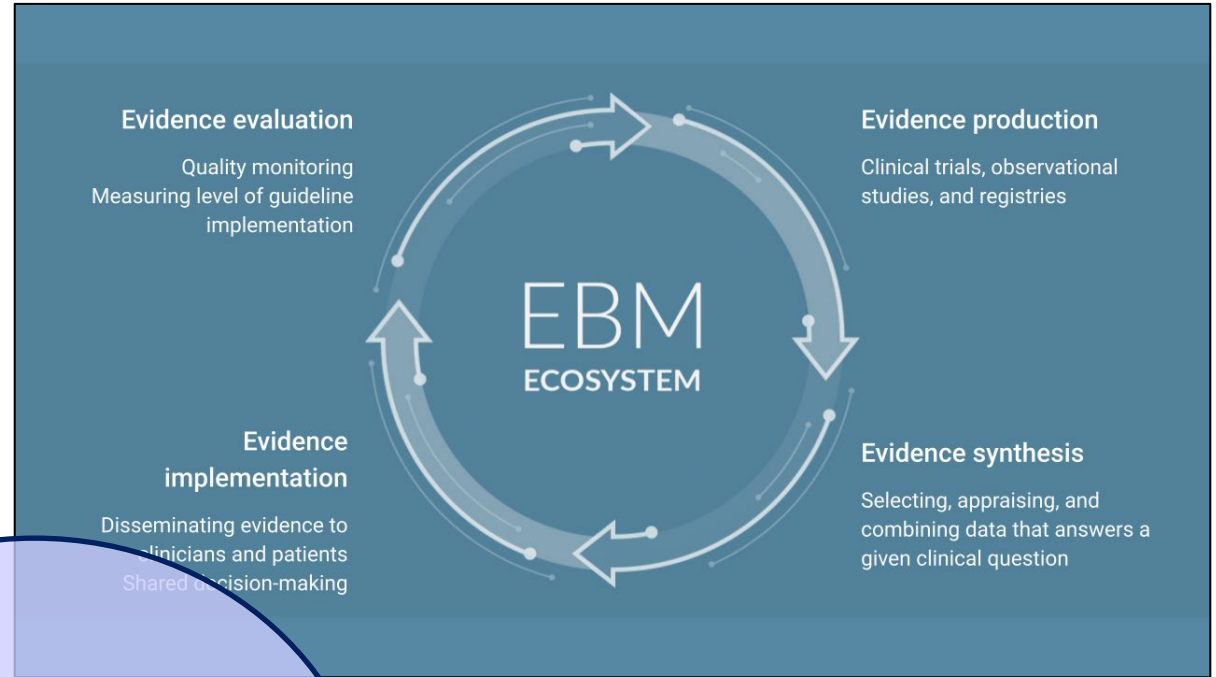 Evidence evaluation
Quality monitoring
Measuring level of guideline
implementation
Evidence production
Clinical trials, observational
studies, and registries
EBM
ECOSYSTEM
Evidence
implementation
Disseminating evidence to
clinicians and patients
Shared decision-making
Evidence synthesis
Selecting, appraising, and
combining data that answers a
given clinical question